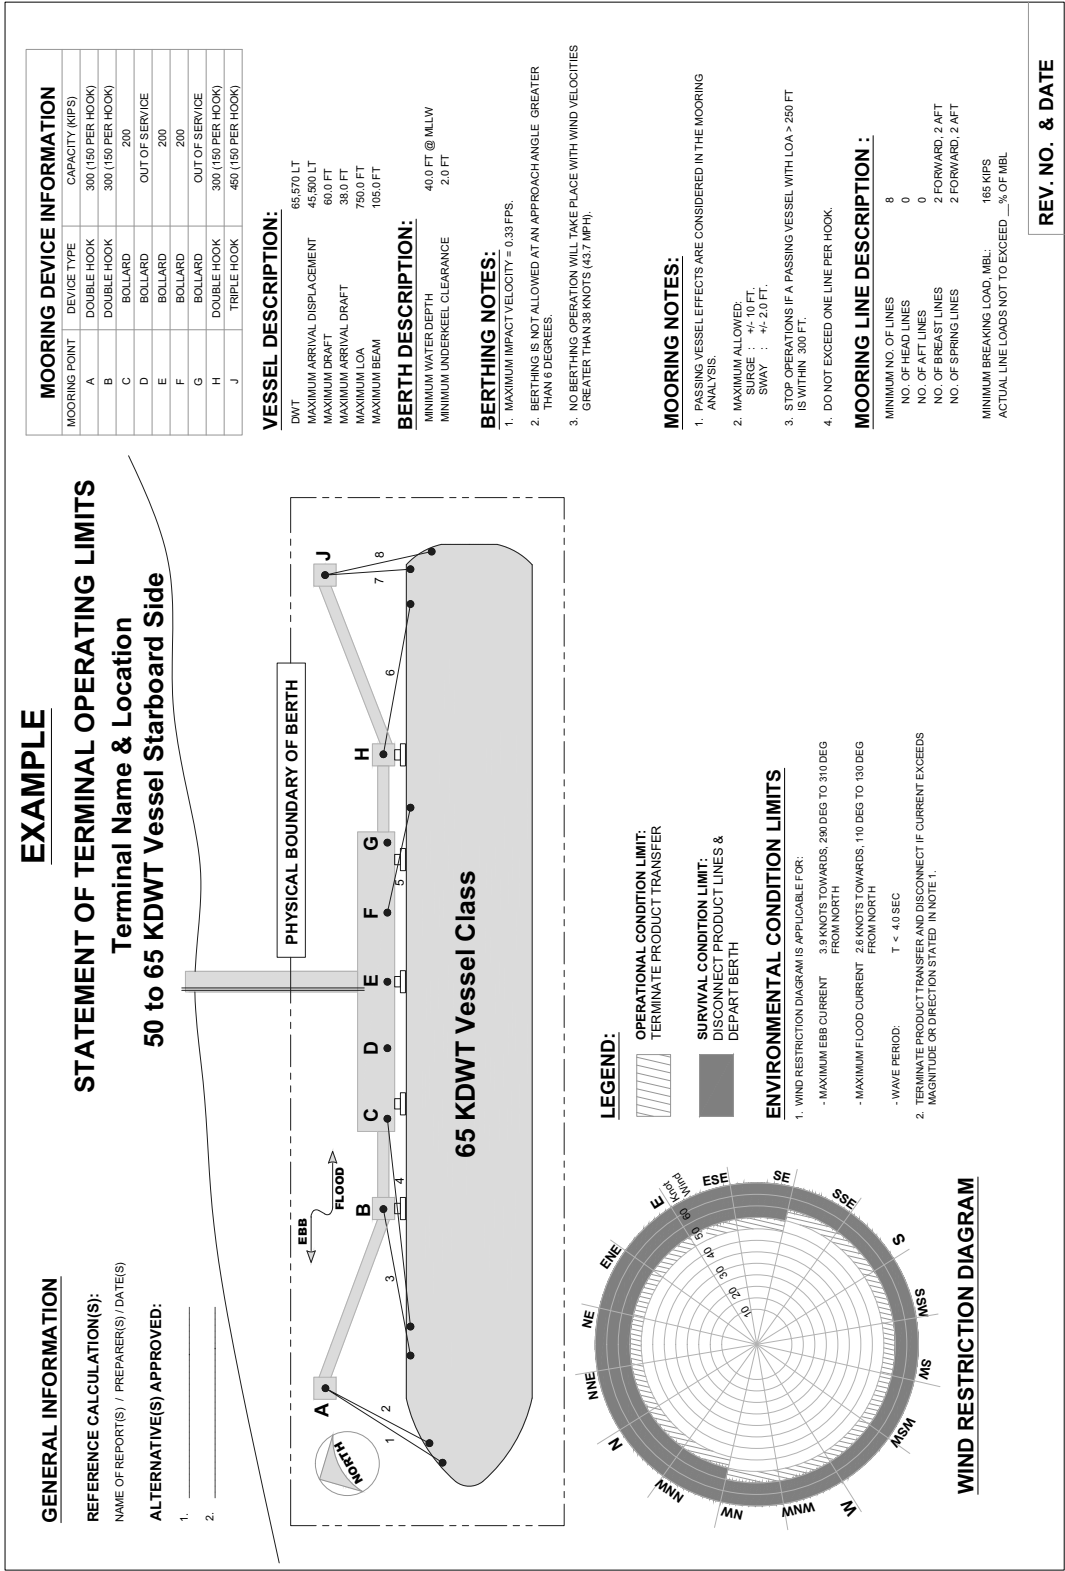 EXAMPLE
STATEMENT OF TERMINAL OPERATING LIMITS
Terminal Name & Location
50 to 65 KDWT Vessel Starboard Side
GENERAL INFORMATION
REFERENCE CALCULATION(S):
NAME OF REPORT(S) / PREPARER(S) / DATE(S)
ALTERNATIVE(S) APPROVED:
1. ____________
2. ____________
MOORING DEVICE INFORMATION
MOORING POINT DEVICE TYPE CAPACITY (KIPS)
A DOUBLE HOOK 300 (150 PER HOOK)
B DOUBLE HOOK 300 (150 PER HOOK)
C BOLLARD 200
D BOLLARD OUT OF SERVICE
E BOLLARD 200
F BOLLARD 200
G BOLLARD OUT OF SERVICE
H DOUBLE HOOK 300 (150 PER HOOK)
J TRIPLE HOOK 450 (150 PER HOOK)
VESSEL DESCRIPTION:
DWT 65,570 LT
MAXIMUM ARRIVAL DISPLACEMENT 45,500 LT
MAXIMUM DRAFT 60.0 FT
MAXIMUM ARRIVAL DRAFT 38.0 FT
MAXIMUM LOA 750.0 FT
MAXIMUM BEAM 105.0 FT
BERTH DESCRIPTION:
MINIMUM WATER DEPTH 40.0 FT @ MLLW
MINIMUM UNDERKEEL CLEARANCE 2.0 FT
BERTHING NOTES:
1. MAXIMUM IMPACT VELOCITY = 0.33 FPS.
2. BERTHING IS NOT ALLOWED AT AN APPROACH ANGLE GREATER
THAN 6 DEGREES.
3. NO BERTHING OPERATION WILL TAKE PLACE WITH WIND VELOCITIES
GREATER THAN 38 KNOTS (43.7 MPH).
MOORING NOTES:
1. PASSING VESSEL EFFECTS ARE CONSIDERED IN THE MOORING
ANALYSIS.
2. MAXIMUM ALLOWED:
SURGE : +/- 10 FT.
SWAY : +/- 2.0 FT.
3. STOP OPERATIONS IF A PASSING VESSEL WITH LOA > 250 FT
IS WITHIN 300 FT.
4. DO NOT EXCEED ONE LINE PER HOOK.
MOORING LINE DESCRIPTION :
MINIMUM NO. OF LINES 8
NO. OF HEAD LINES 0
NO. OF AFT LINES 0
NO. OF BREAST LINES 2 FORWARD, 2 AFT
NO. OF SPRING LINES 2 FORWARD, 2 AFT
MINIMUM BREAKING LOAD, MBL: 165 KIPS
ACTUAL LINE LOADS NOT TO EXCEED __% OF MBL
REV. NO. & DATE
PHYSICAL BOUNDARY OF BERTH
NORTH
EBB
FLOOD
A B C D E F G H J
1 2 3 4 5 6 7 8
65 KDWT Vessel Class
LEGEND:
OPERATIONAL CONDITION LIMIT:
TERMINATE PRODUCT TRANSFER
SURVIVAL CONDITION LIMIT:
DISCONNECT PRODUCT LINES &
DEPART BERTH
ENVIRONMENTAL CONDITION LIMITS
1. WIND RESTRICTION DIAGRAM IS APPLICABLE FOR:
- MAXIMUM EBB CURRENT 3.9 KNOTS TOWARDS, 290 DEG TO 310 DEG
FROM NORTH
- MAXIMUM FLOOD CURRENT 2.6 KNOTS TOWARDS, 110 DEG TO 130 DEG
FROM NORTH
- WAVE PERIOD: T < 4.0 SEC
2. TERMINATE PRODUCT TRANSFER AND DISCONNECT IF CURRENT EXCEEDS
MAGNITUDE OR DIRECTION STATED IN NOTE 1.
N
NNE
NE
ENE
E
ESE
SE
SSE
S
SSW
SW
WSW
W
WNW
NW
NNW
10 20 30 40 50 60 Knot
Wind
WIND RESTRICTION DIAGRAM